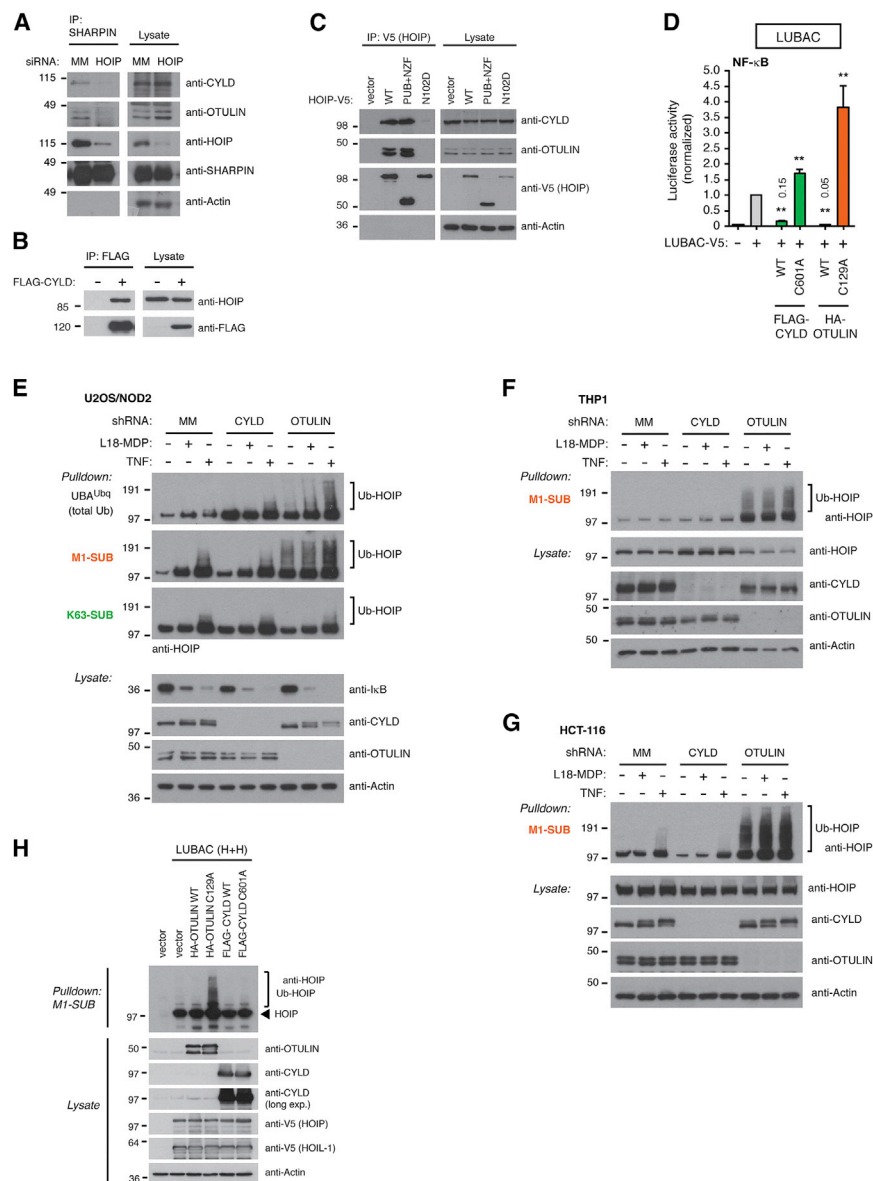 A
IP:
SHARPIN
Lysate
siRNA: MM HOIP MM HOIP
115
anti-CYLD
49
anti-OTULIN
115
anti-HOIP
49
anti-SHARPIN
49
anti-Actin
B
IP: FLAG
Lysate
FLAG-CYLD: - + - +
85
anti-HOIP
120
anti-FLAG
C
IP: V5 (HOIP)
Lysate
HOIP-V5:
vector
WT
PUB+NZF
N102D
vector
WT
PUB+NZF
N102D
98
anti-CYLD
50
anti-OTULIN
98
anti-V5 (HOIP)
50
36
anti-Actin
D
LUBAC
NF-κB
Luciferase activity
(normalized)
5.0
4.5
4.0
3.5
3.0
2.5
2.0
1.5
1.0
0.5
0
**
0.15
**
**
0.05
**
LUBAC-V5: - + + + + +
WT
C601A
WT
C129A
FLAG-
CYLD
HA-
OTULIN
E
U2OS/NOD2
shRNA: MM CYLD OTULIN
L18-MDP: - + - - + - - + -
TNF: - - + - - + - - +
Pulldown:
UBA^Ubq
(total Ub)
191
97
Ub-HOIP
M1-SUB
191
97
Ub-HOIP
K63-SUB
191
97
Ub-HOIP
anti-HOIP
Lysate:
36
anti-IκB
97
anti-CYLD
50
anti-OTULIN
36
anti-Actin
F
THP1
shRNA: MM CYLD OTULIN
L18-MDP: - + - - + - - + -
TNF: - - + - - + - - +
Pulldown:
M1-SUB
191
97
Ub-HOIP
anti-HOIP
Lysate:
97
anti-HOIP
97
anti-CYLD
50
anti-OTULIN
50
anti-Actin
G
HCT-116
shRNA: MM CYLD OTULIN
L18-MDP: - + - - + - - + -
TNF: - - + - - + - - +
Pulldown:
M1-SUB
191
97
Ub-HOIP
anti-HOIP
Lysate:
97
anti-HOIP
97
anti-CYLD
50
anti-OTULIN
50
anti-Actin
H
LUBAC (H+H)
vector
vector
HA-OTULIN WT
HA-OTULIN C129A
FLAG-CYLD WT
FLAG-CYLD C601A
Pulldown:
M1-SUB
anti-HOIP
Ub-HOIP
97
HOIP
Lysate
50
anti-OTULIN
97
anti-CYLD
97
anti-CYLD
(long exp.)
97
anti-V5 (HOIP)
64
anti-V5 (HOIL-1)
36
anti-Actin